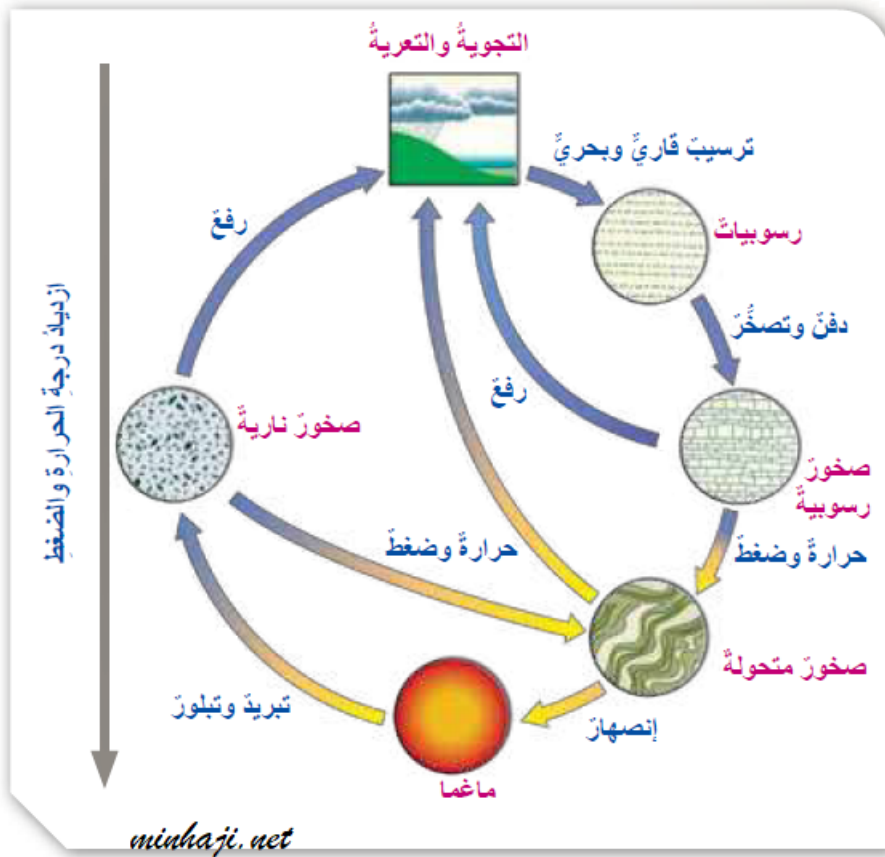 التجويةُ والتعريةُ
ترسيبٌ قاريٌّ وبحريٌّ
رسوبياتٌ
رفعٌ
دفنٌ وتصخُّرٌ
رفعٌ
صخورٌ ناريةٌ
صخورٌ
رسوبيةٌ
حرارةٌ وضغطٌ
حرارةٌ وضغطٌ
صخورٌ متحولةٌ
إنصهارٌ
تبريدٌ وتبلورٌ
ماغما
ازديادُ درجةِ الحرارةِ والضغطِ
minhaji.net